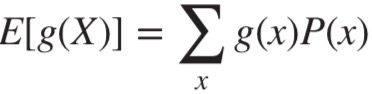 E[g(X)] = ∑ g(x)P(x)
x